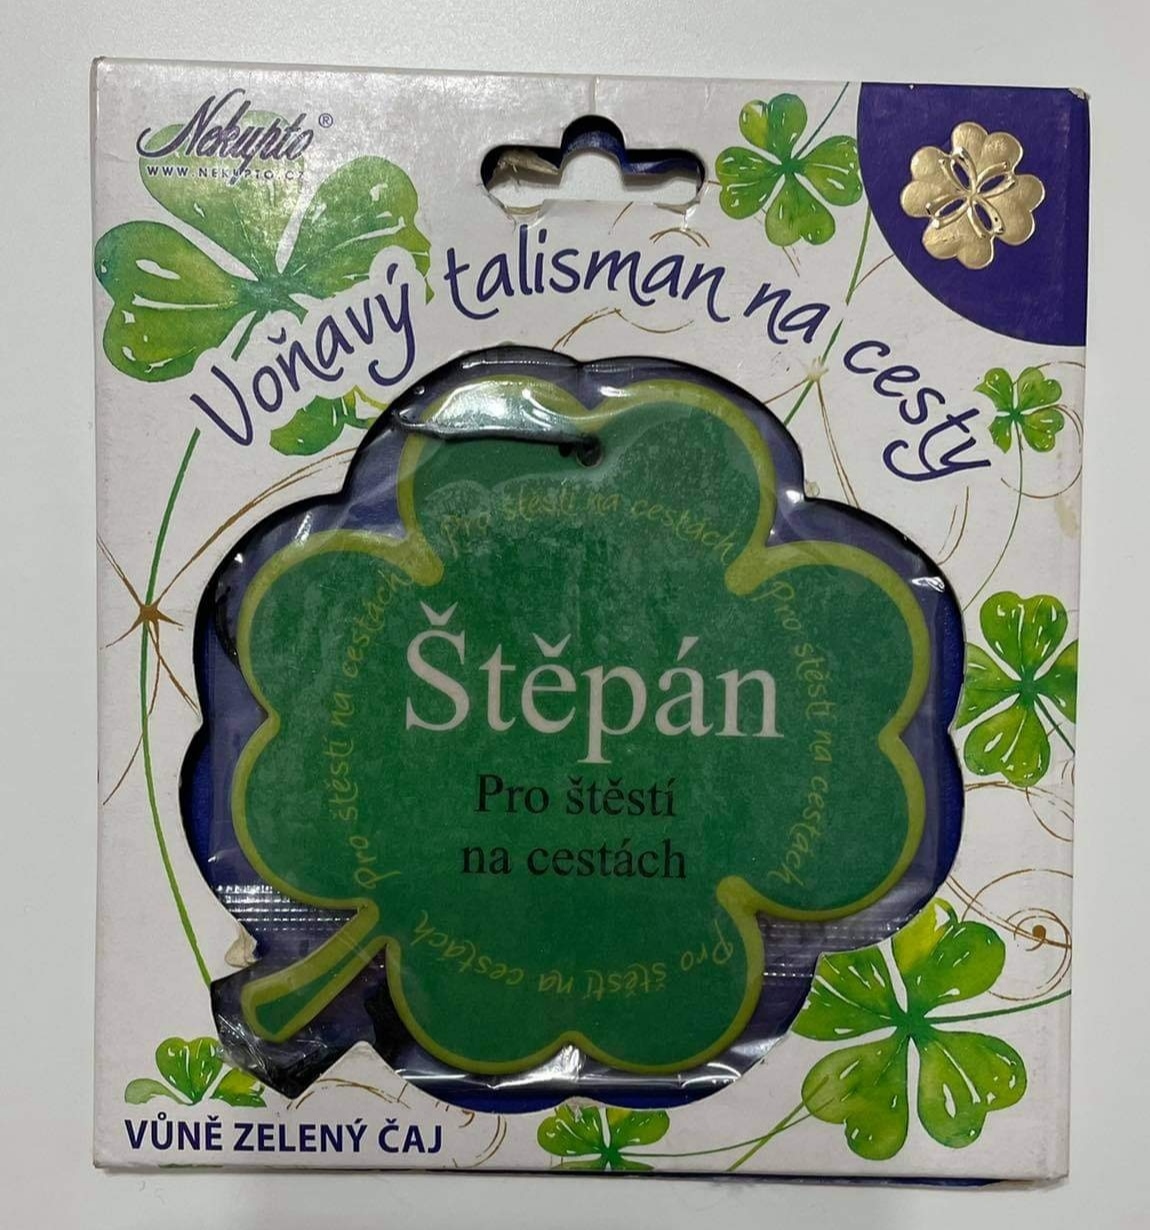 Nekupto®
WWW.NEKUPTO.CZ
Voňavý talisman na cesty
Pro štěstí na cestách
Pro štěstí na cestách
Pro štěstí na cestách
Štěpán
Pro štěstí
na cestách
Pro štěstí na cestách
VŮNĚ ZELENÝ ČAJ